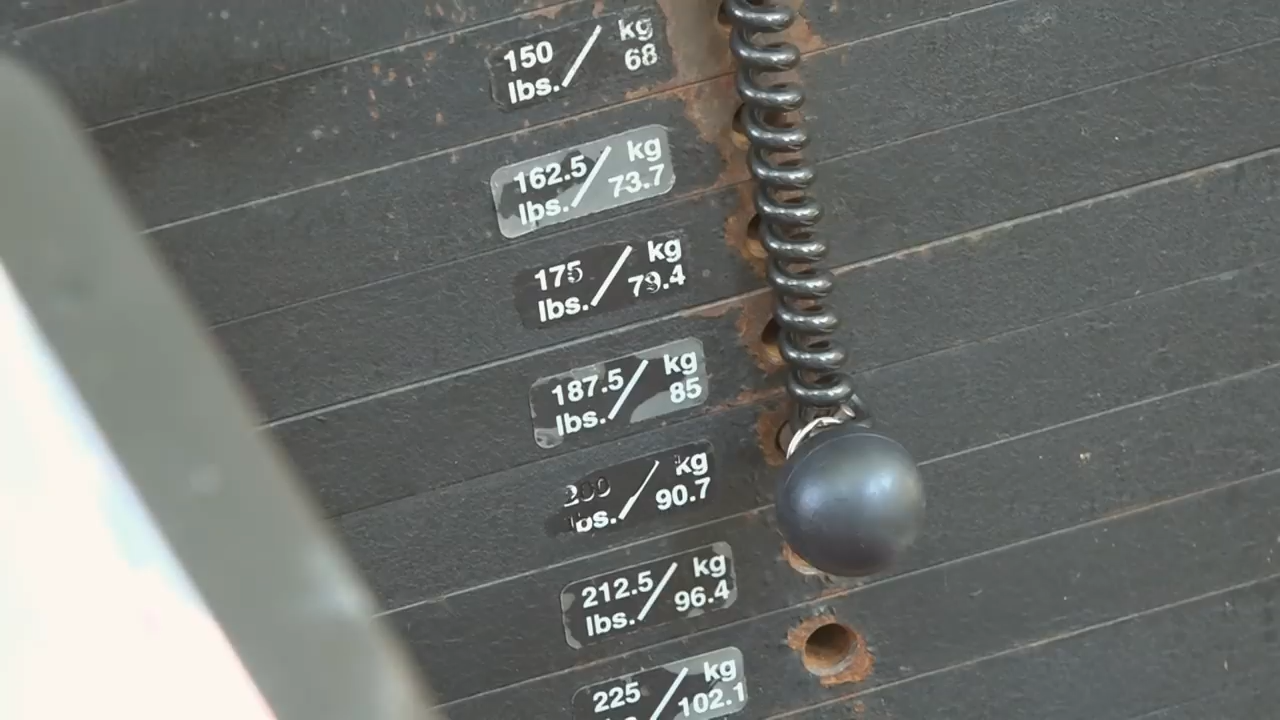 150 / kg
lbs. 68
162.5 / kg
lbs. 73.7
175 / kg
lbs. 79.4
187.5 / kg
lbs. 85
200 / kg
lbs. 90.7
212.5 / kg
lbs. 96.4
225 / kg
102.1